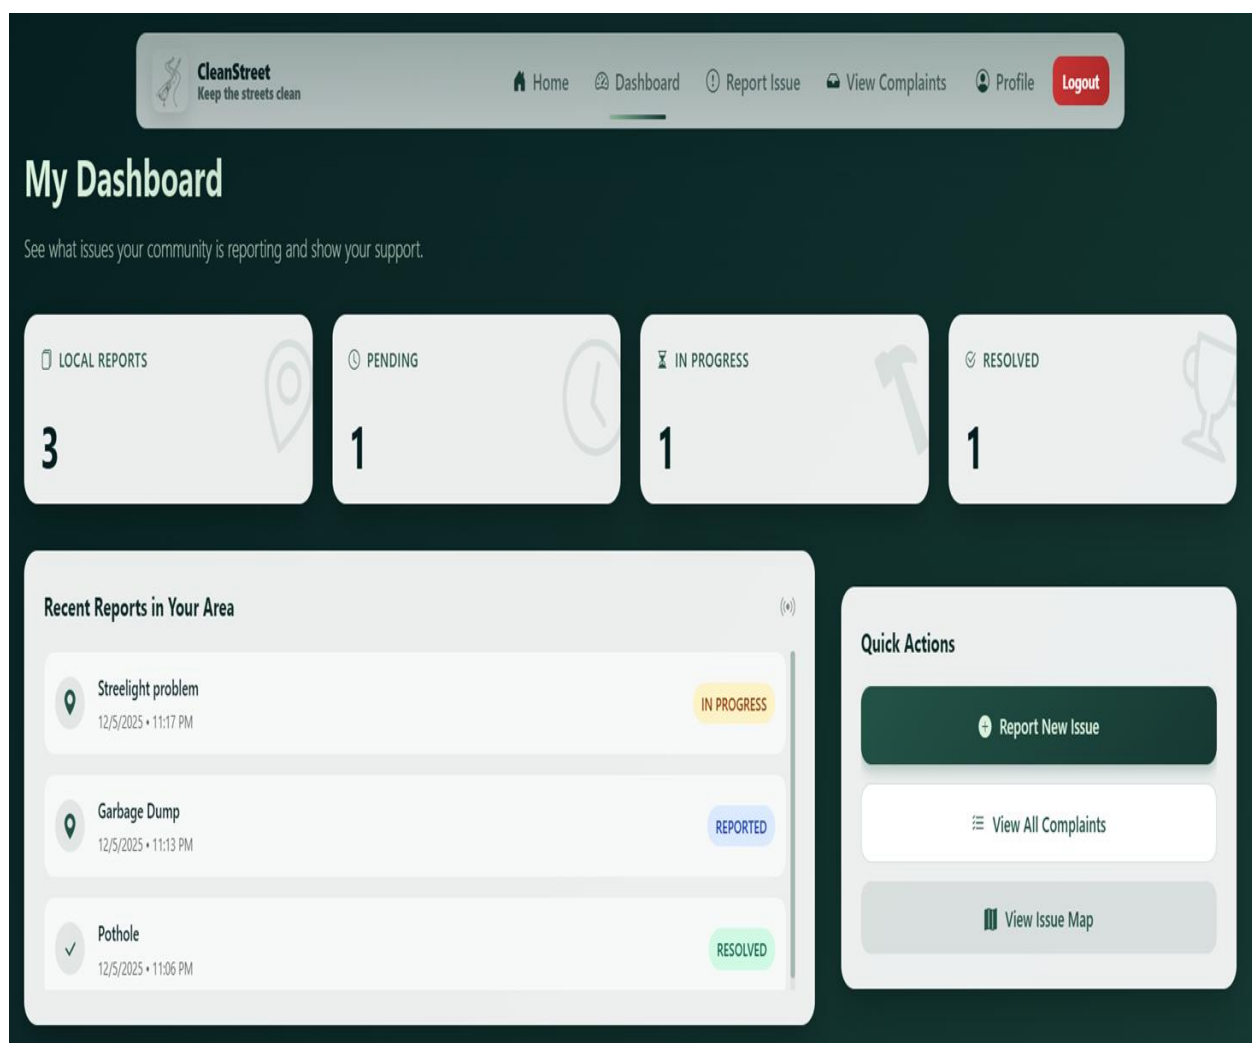 CleanStreet
Keep the streets clean
Home
Dashboard
Report Issue
View Complaints
Profile
Logout
My Dashboard
See what issues your community is reporting and show your support.
LOCAL REPORTS
3
PENDING
1
IN PROGRESS
1
RESOLVED
1
Recent Reports in Your Area
Streelight problem
12/5/2025 • 11:17 PM
IN PROGRESS
Garbage Dump
12/5/2025 • 11:13 PM
REPORTED
Pothole
12/5/2025 • 11:06 PM
RESOLVED
Quick Actions
Report New Issue
View All Complaints
View Issue Map